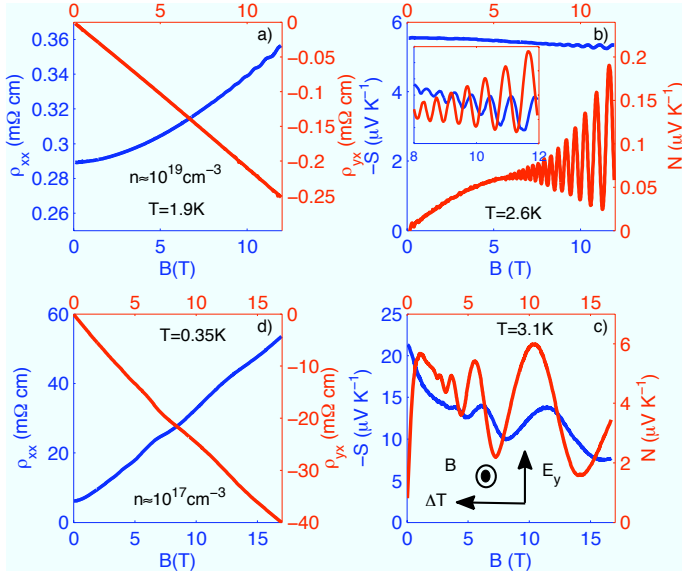 0 5 10
a)
0.36
0.34
0.32
0.3
0.28
0.26
ρxx (mΩ cm)
0
−0.05
−0.1
−0.15
−0.2
−0.25
ρyx (mΩ cm)
n≈10^19cm^−3
T=1.9K
0 5 10
B(T)
0 5 10
b)
6
4
2
0
−S (μV K^−1)
0.2
0.15
0.1
0.05
0
N (μV K^−1)
8 10 12
T=2.6K
0 5 10
B (T)
0 5 10 15
d)
T=0.35K
60
40
20
0
ρxx (mΩ cm)
0
−10
−20
−30
−40
ρyx (mΩ cm)
n≈10^17cm^−3
0 5 10 15
B(T)
0 5 10 15
c)
T=3.1K
25
20
15
10
5
0
−S (μV K^−1)
6
4
2
0
N (μV K^−1)
B
Ey
ΔT
0 5 10 15
B (T)